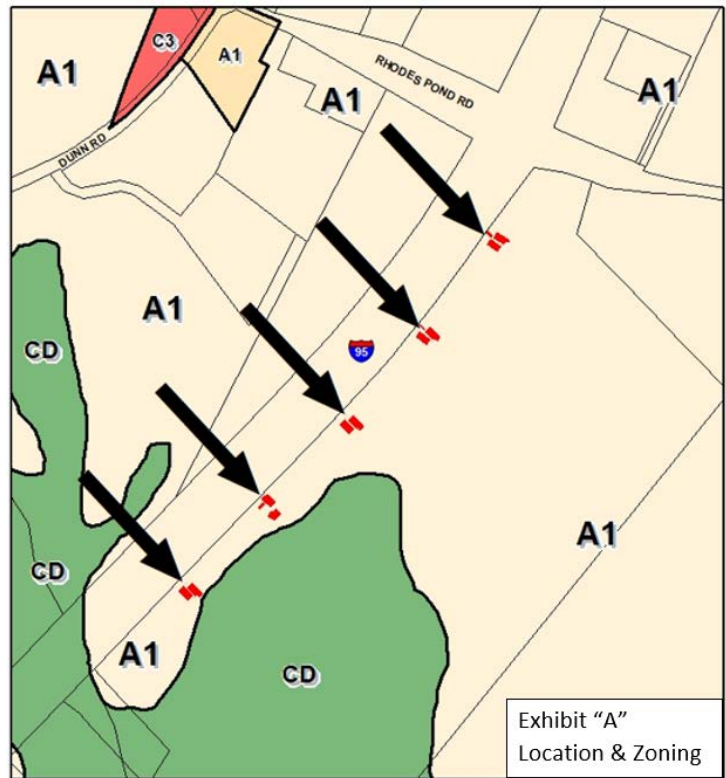 C3
A1
A1
RHODES POND RD
A1
A1
DUNN RD
A1
CD
95
CD
A1
A1
CD
Exhibit “A”
Location & Zoning